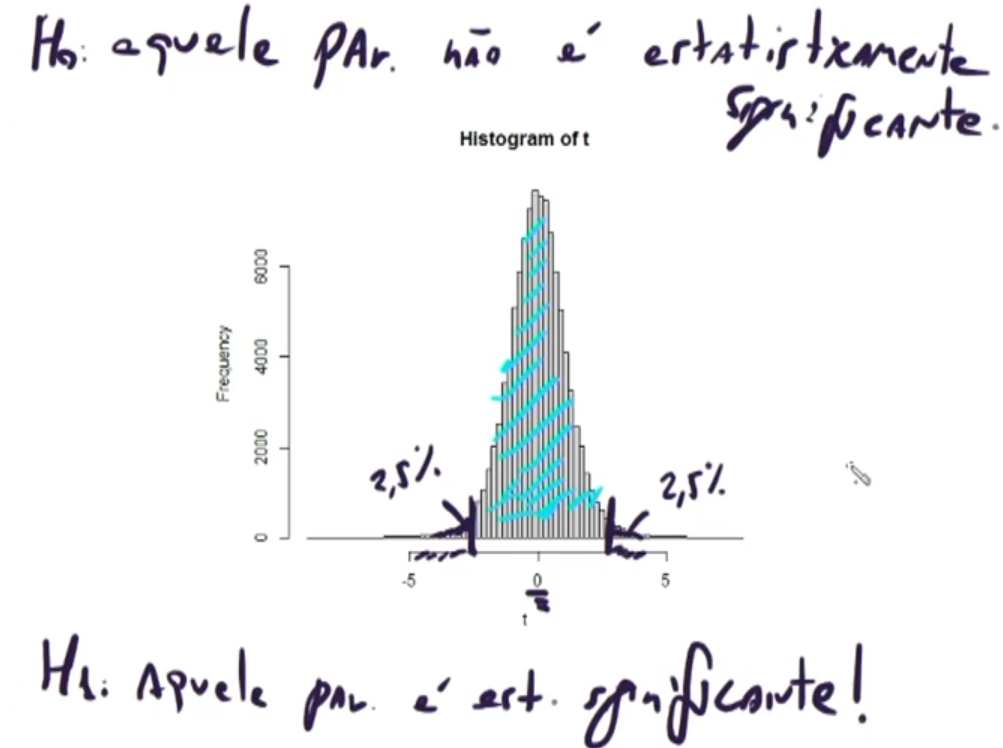 H₀: aquele PAr. não é estatisticamente
significante.
Histogram of t
Frequency
6000
4000
2000
0
2,5%
2,5%
-5
0
5
t
H₁: Aquele par. é est. significante!